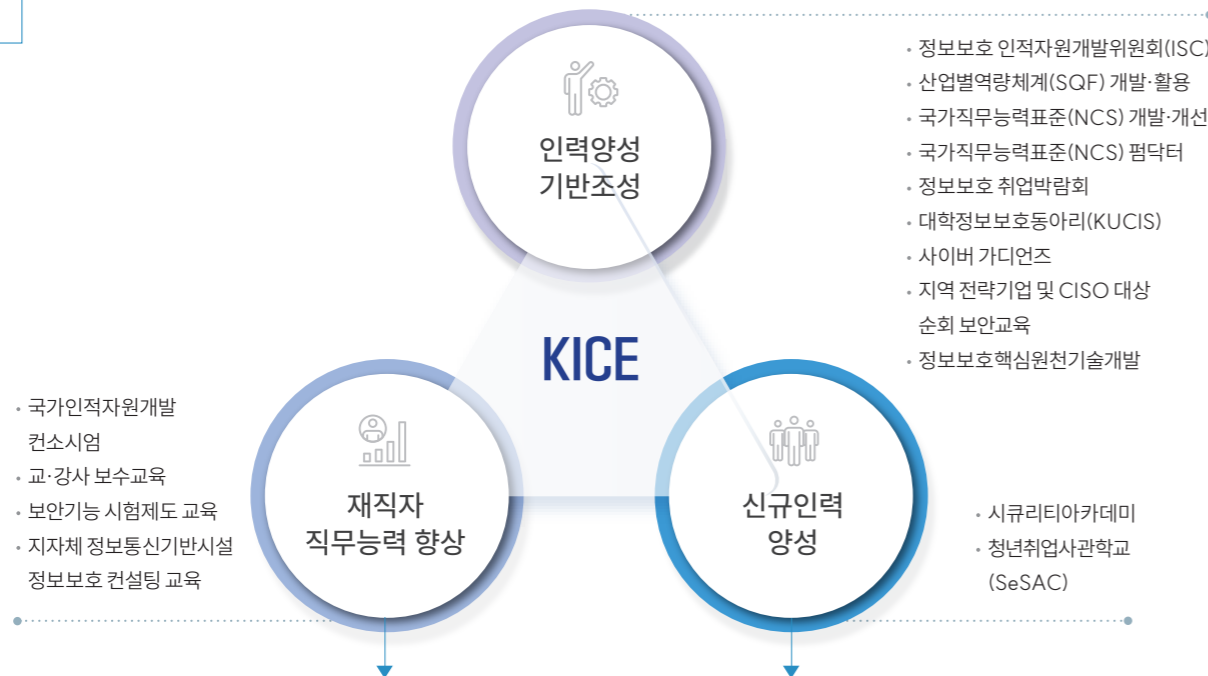 인력양성
기반조성
• 정보보호 인적자원개발위원회(ISC)
• 산업별역량체계(SQF) 개발·활용
• 국가직무능력표준(NCS) 개발·개선
• 국가직무능력표준(NCS) 펌닥터
• 정보보호 취업박람회
• 대학정보보호동아리(KUCIS)
• 사이버 가디언즈
• 지역 전략기업 및 CISO 대상
순회 보안교육
• 정보보호핵심원천기술개발
KICE
• 국가인적자원개발
컨소시엄
• 교·강사 보수교육
• 보안기능 시험제도 교육
• 지자체 정보통신기반시설
정보보호 컨설팅 교육
재직자
직무능력 향상
신규인력
양성
• 시큐리티아카데미
• 청년취업사관학교
(SeSAC)